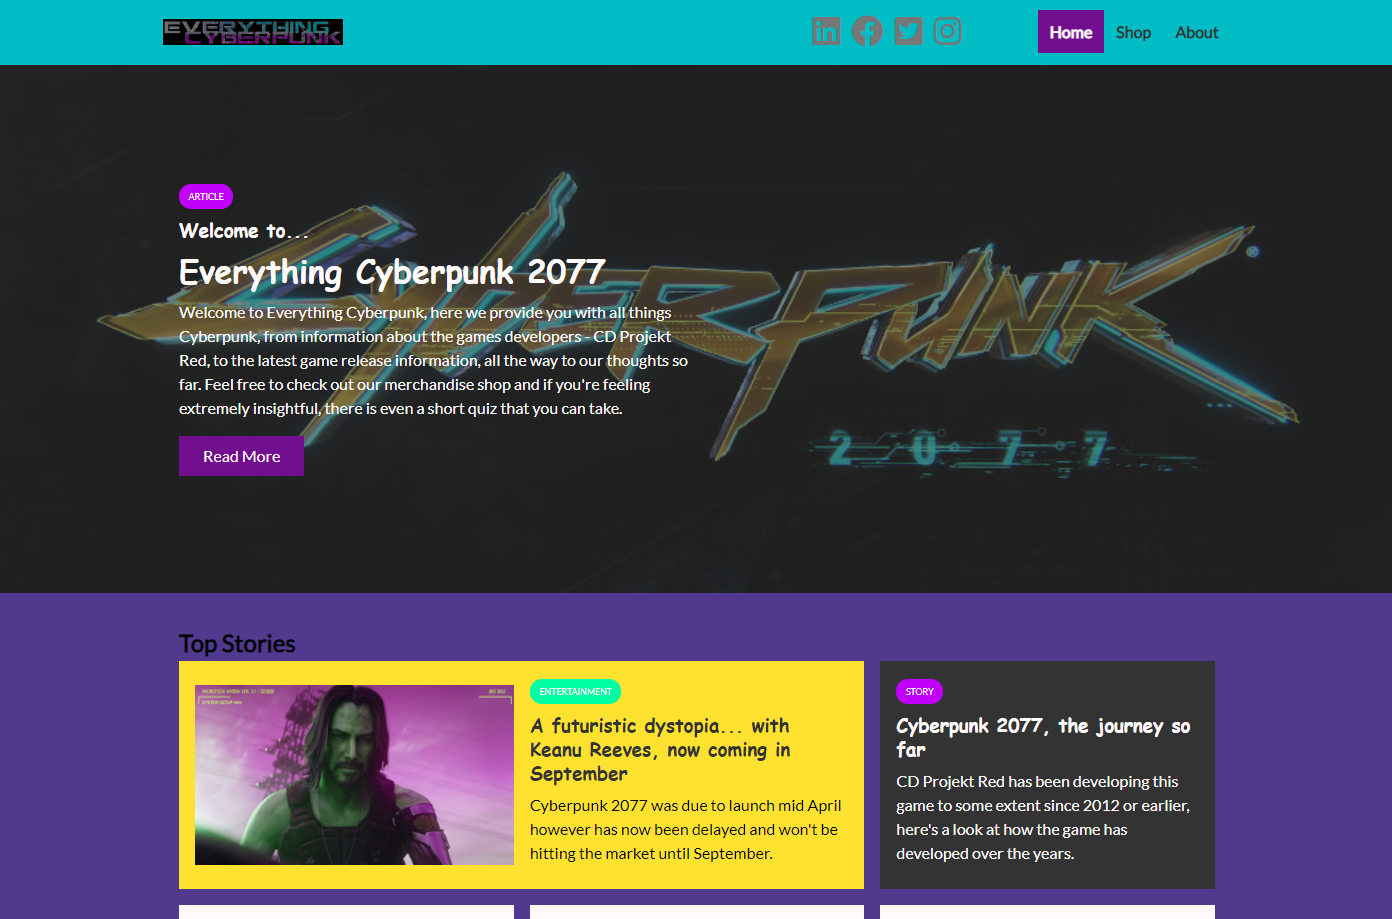 EVERYTHING
CYBERPUNK
Home
Shop
About
ARTICLE
Welcome to...
Everything Cyberpunk 2077
Welcome to Everything Cyberpunk, here we provide you with all things
Cyberpunk, from information about the games developers - CD Projekt
Red, to the latest game release information, all the way to our thoughts so
far. Feel free to check out our merchandise shop and if you're feeling
extremely insightful, there is even a short quiz that you can take.
Read More
CYBERPUNK
2077
Top Stories
ENTERTAINMENT
A futuristic dystopia... with
Keanu Reeves, now coming in
September
Cyberpunk 2077 was due to launch mid April
however has now been delayed and won't be
hitting the market until September.
STORY
Cyberpunk 2077, the journey so
far
CD Projekt Red has been developing this
game to some extent since 2012 or earlier,
here's a look at how the game has
developed over the years.